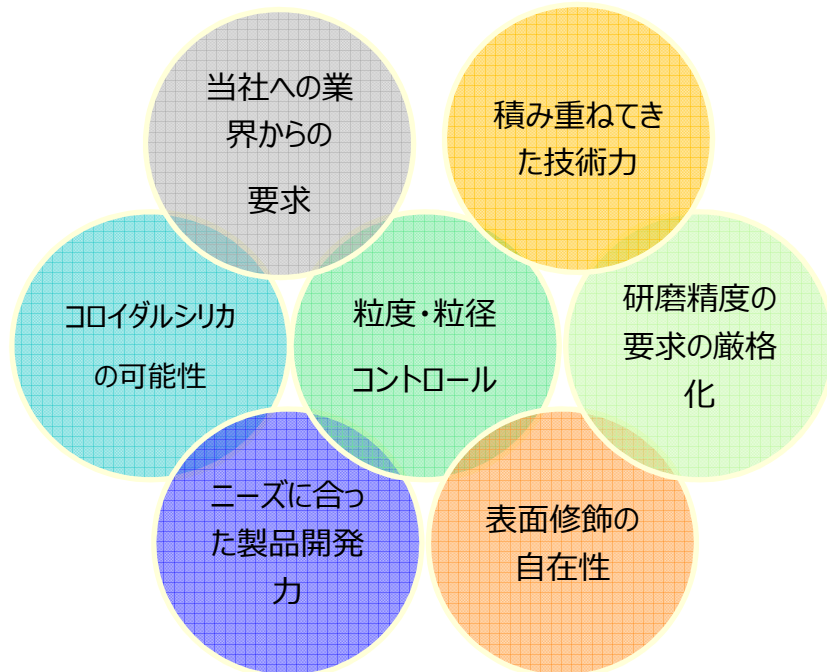 当社への業
界からの
要求
積み重ねてき
た技術力
コロイダルシリカ
の可能性
粒度・粒径
コントロール
研磨精度の
要求の厳格
化
ニーズに合っ
た製品開発
力
表面修飾の
自在性